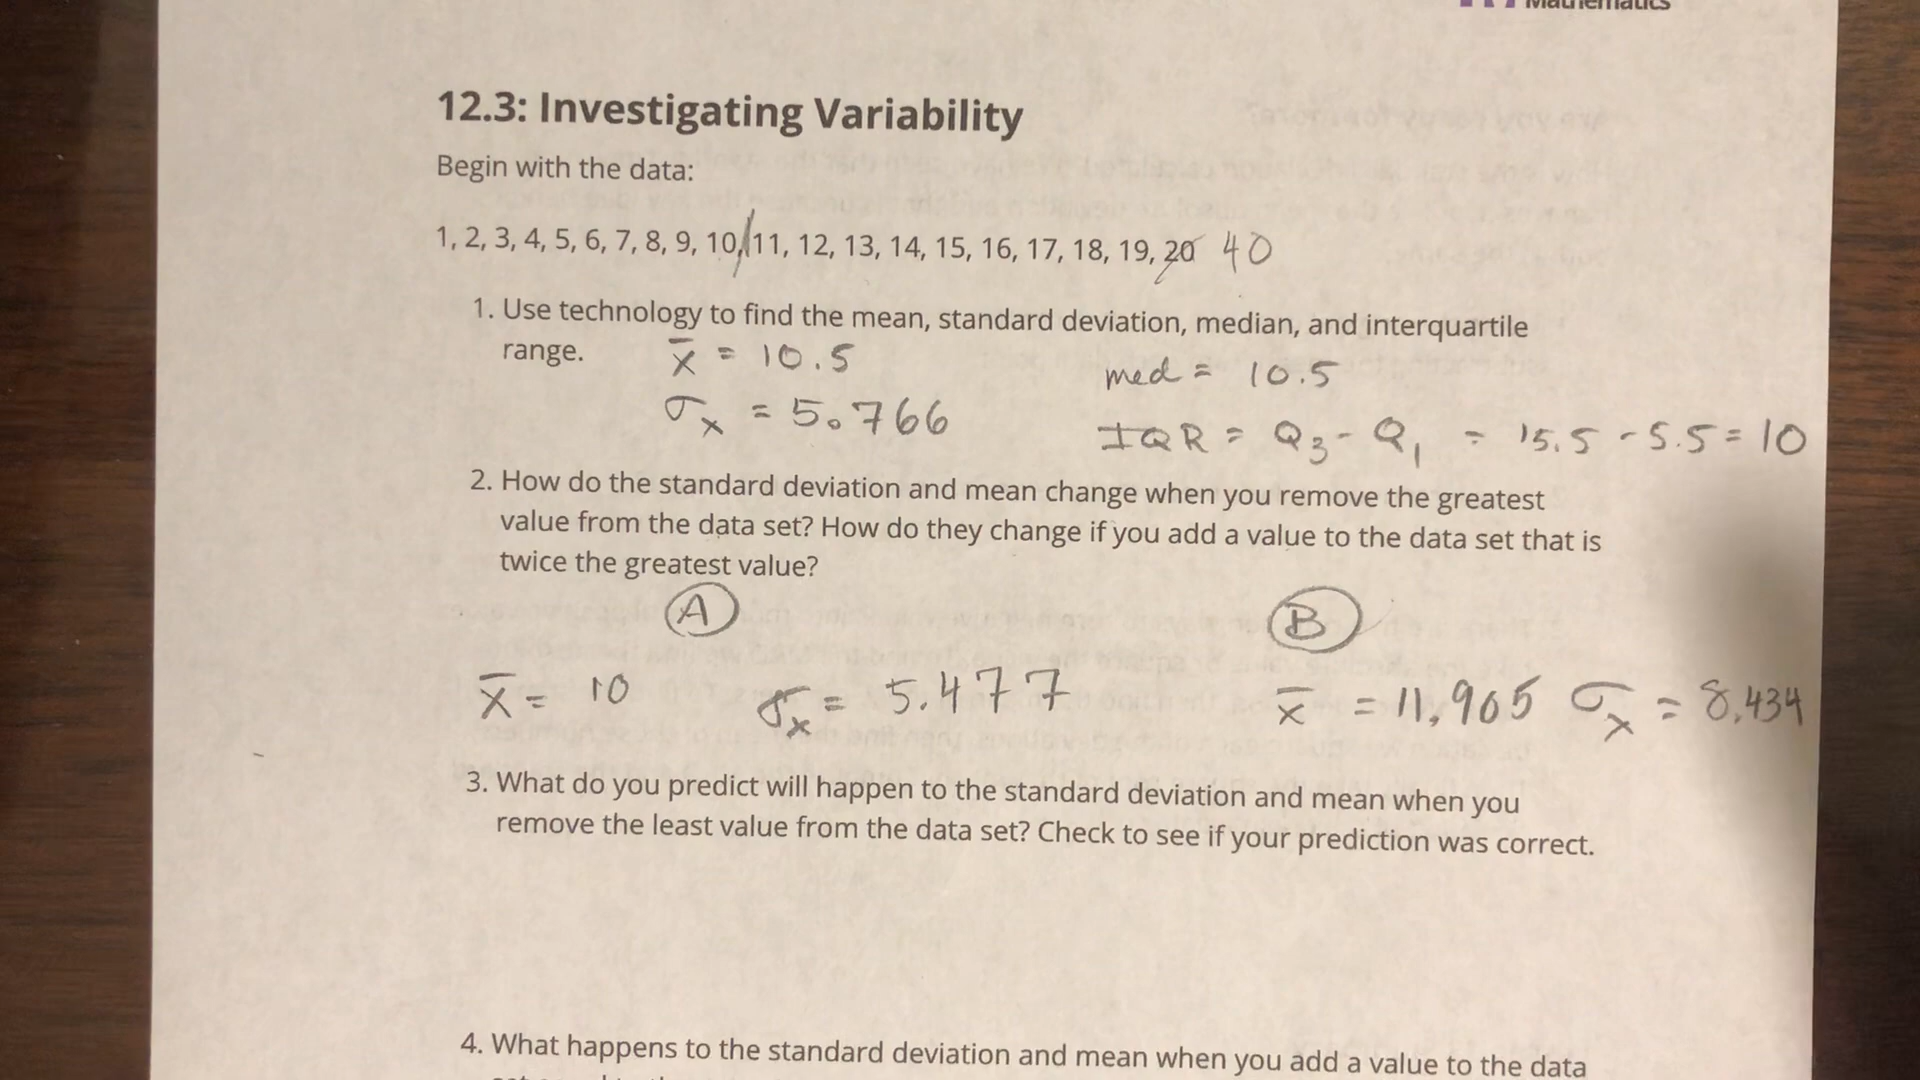 Mathematics
12.3: Investigating Variability
Begin with the data:
1, 2, 3, 4, 5, 6, 7, 8, 9, 10, 11, 12, 13, 14, 15, 16, 17, 18, 19, 20 40
1. Use technology to find the mean, standard deviation, median, and interquartile
range.
x̄ = 10.5
med = 10.5
σx = 5.766
IQR = Q3 - Q1 = 15.5 - 5.5 = 10
2. How do the standard deviation and mean change when you remove the greatest
value from the data set? How do they change if you add a value to the data set that is
twice the greatest value?
A B
x̄ = 10 σx = 5.477 x̄ = 11.905 σx = 8.434
3. What do you predict will happen to the standard deviation and mean when you
remove the least value from the data set? Check to see if your prediction was correct.
4. What happens to the standard deviation and mean when you add a value to the data